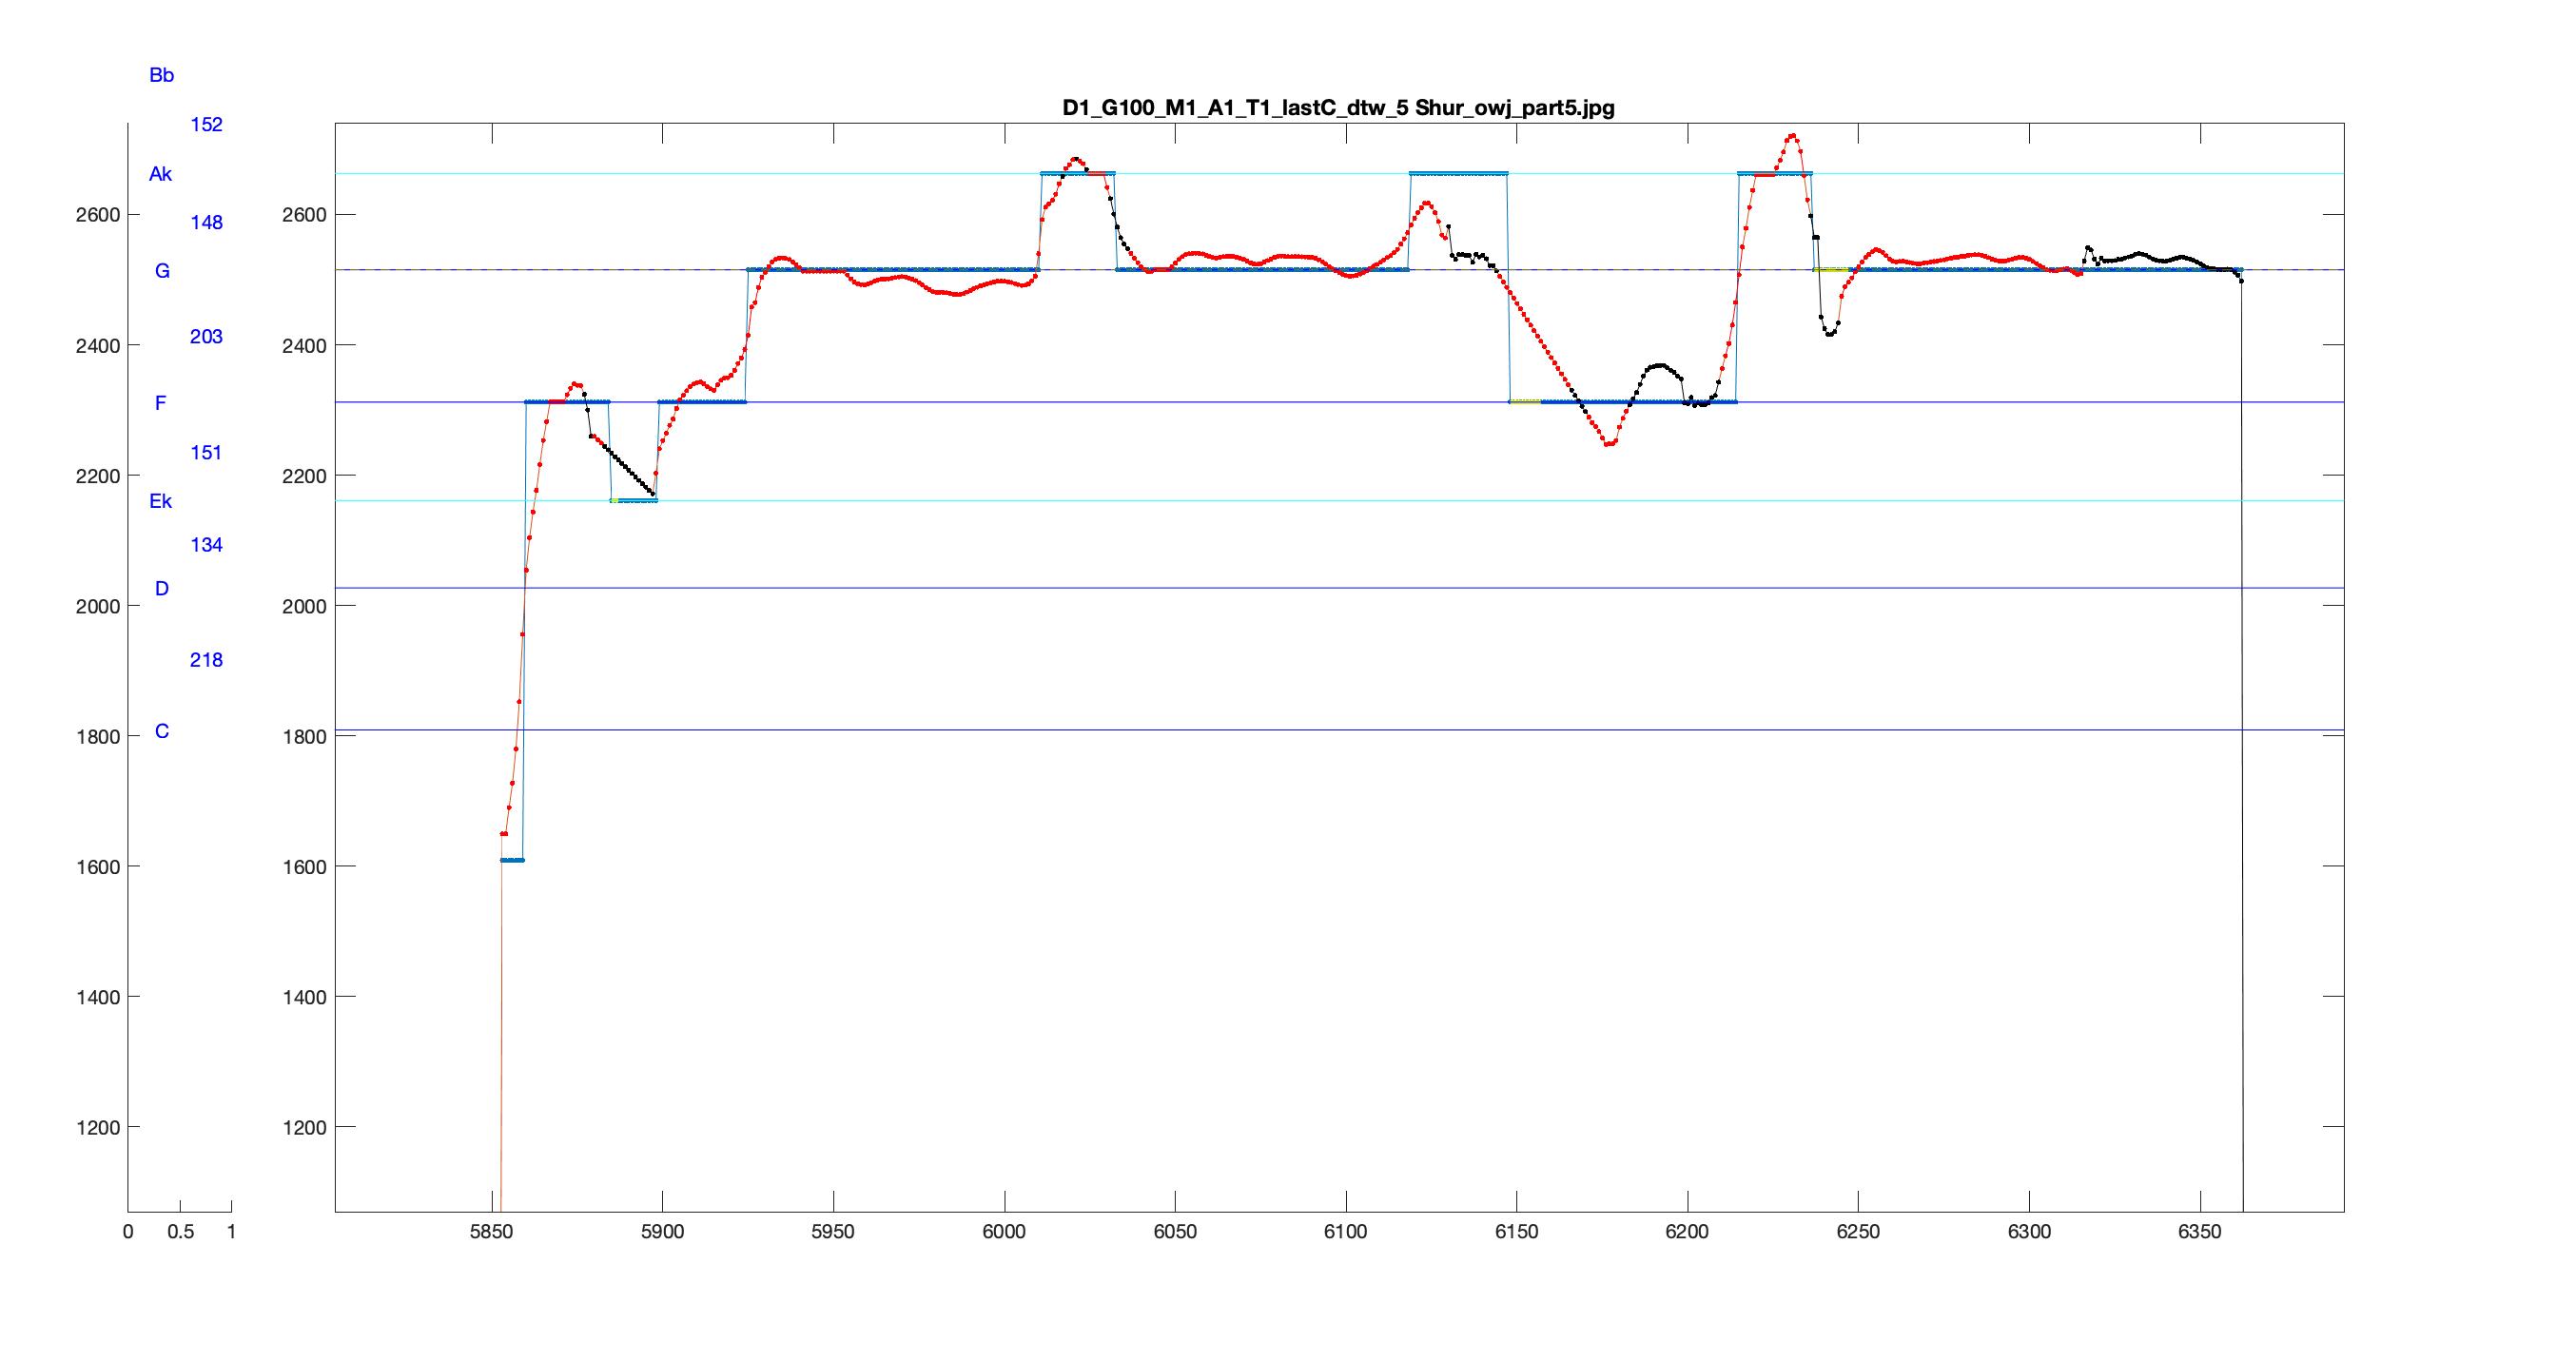 Bb
D1_G100_M1_A1_T1_lastC_dtw_5 Shur_owj_part5.jpg
152
Ak
2600 148 2600
G
203
2400 2400
F
151
2200 2200
Ek
134
D
2000 2000
218
C
1800 1800
1600 1600
1400 1400
1200 1200
0 0.5 1 5850 5900 5950 6000 6050 6100 6150 6200 6250 6300 6350